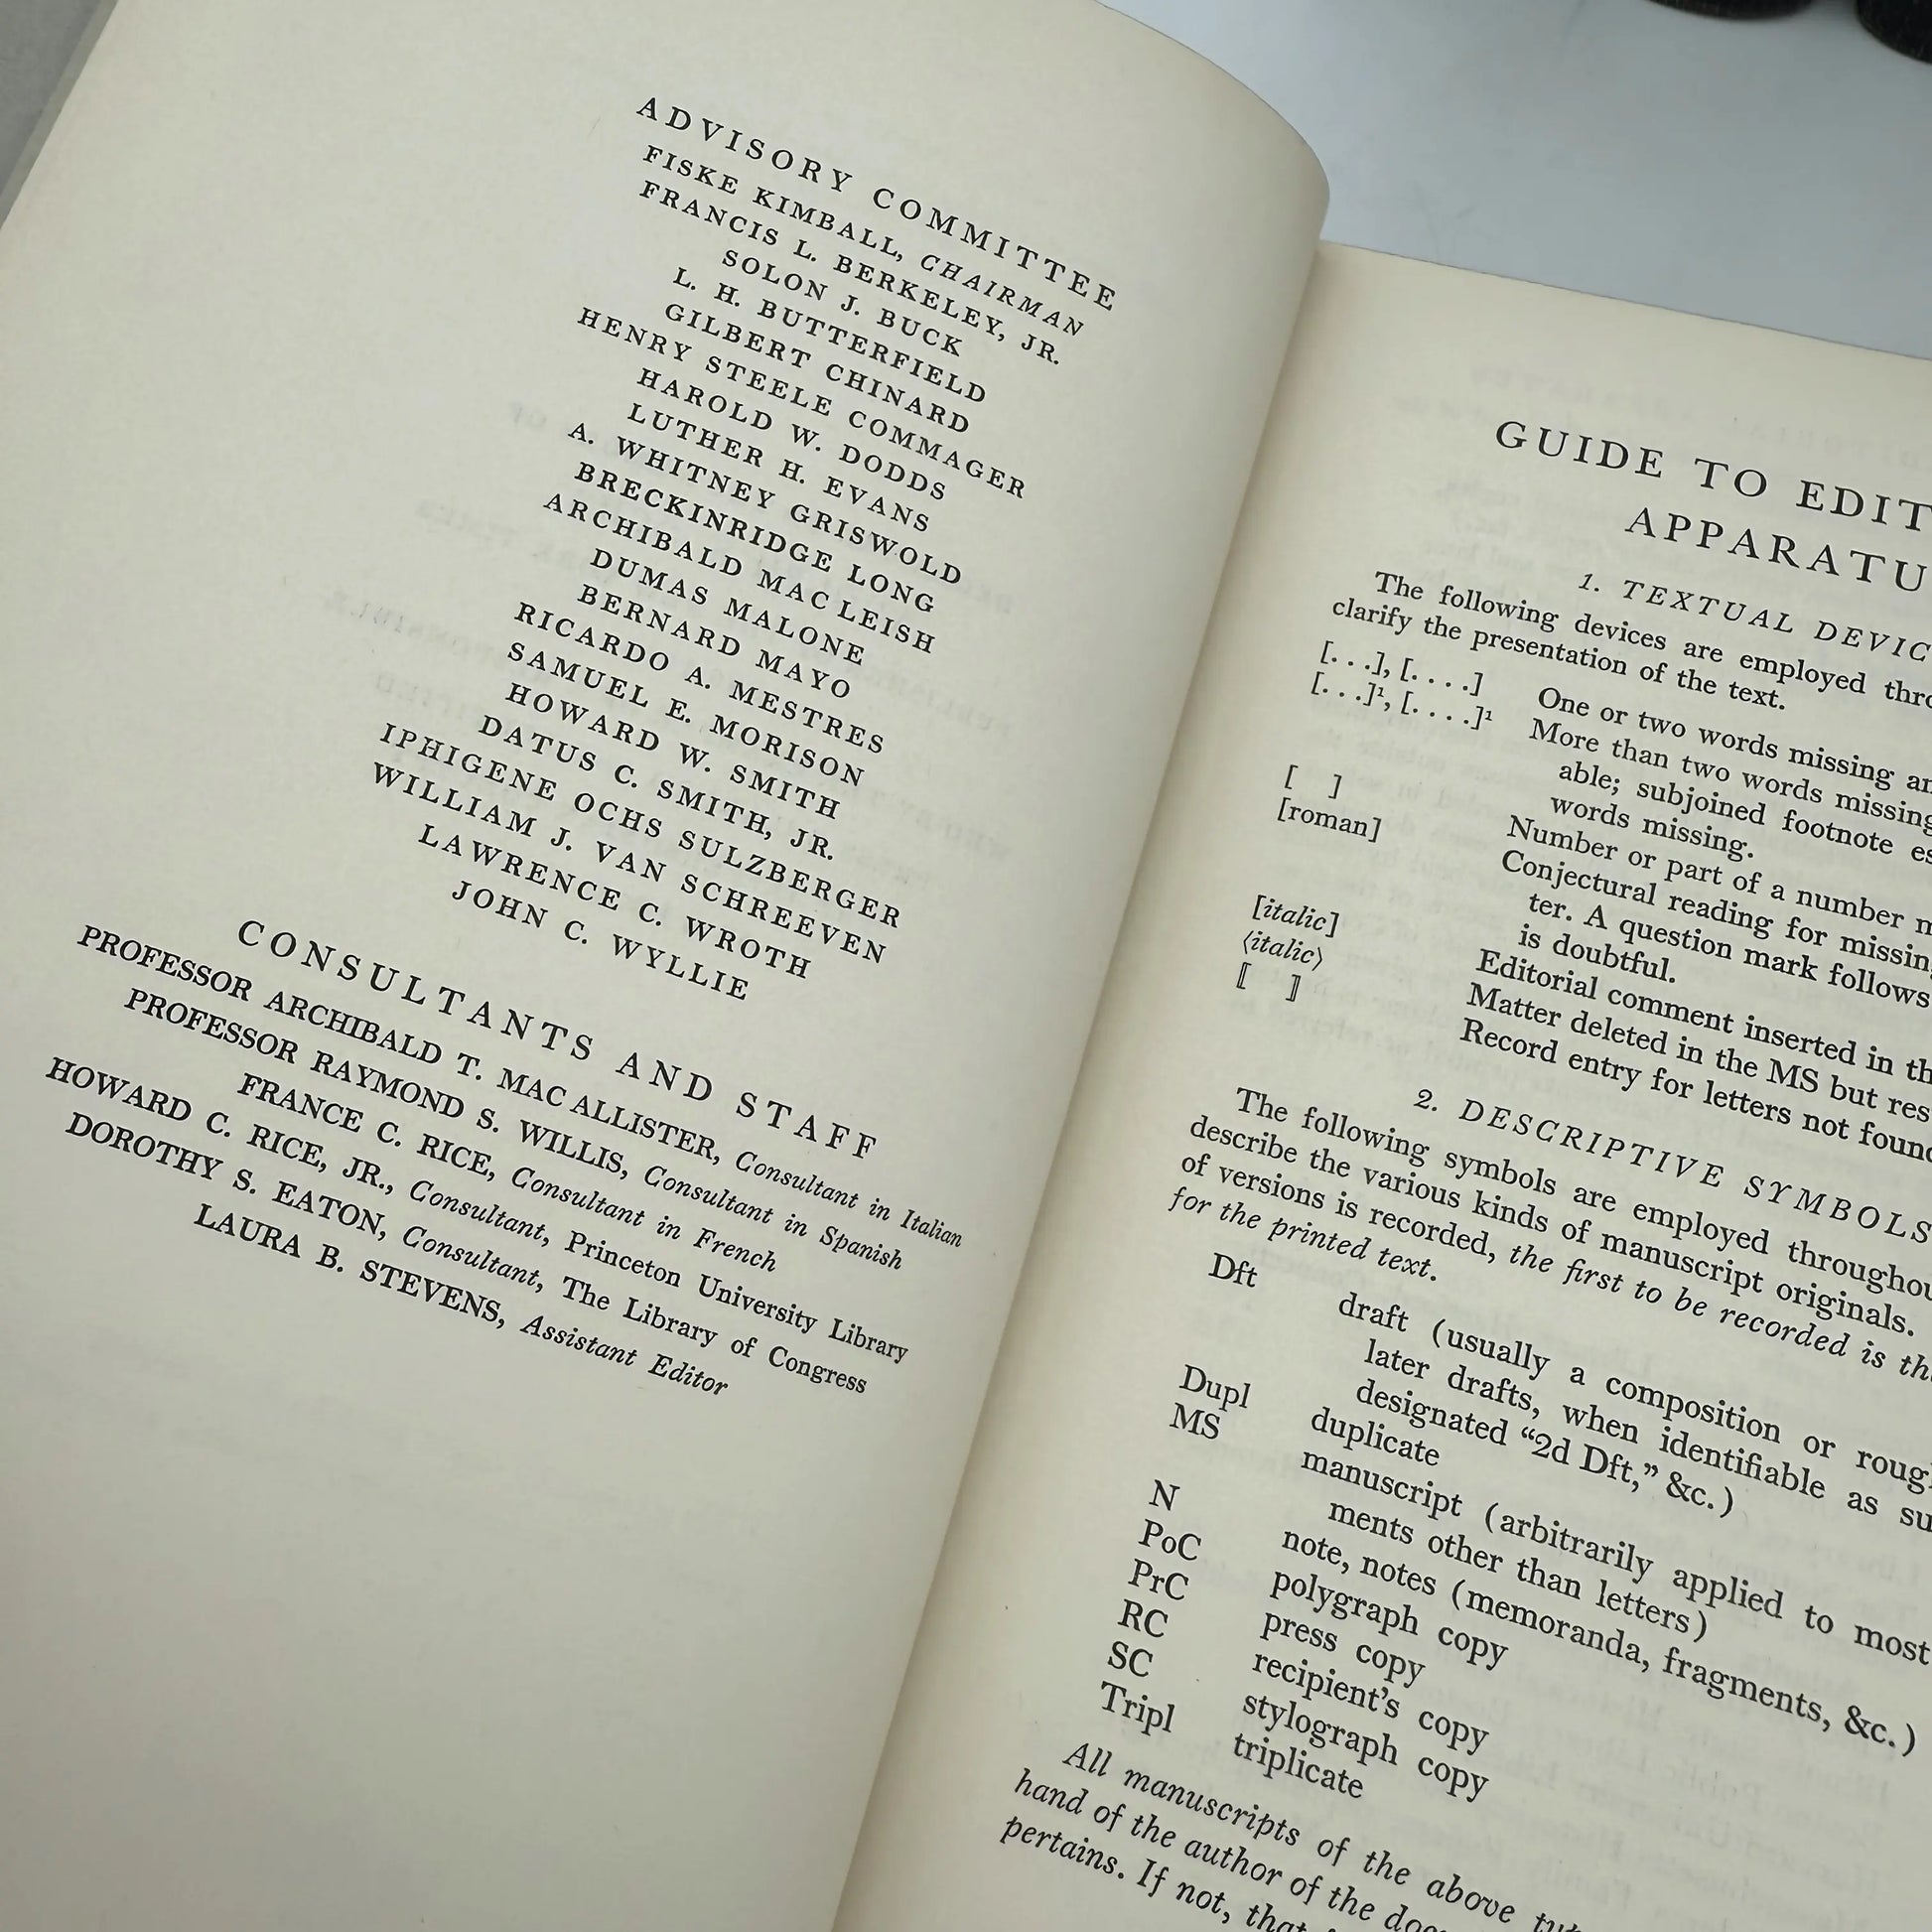 ADVISORY COMMITTEE
FISKE KIMBALL, CHAIRMAN
FRANCIS L. BERKELEY, JR.
SOLON J. BUCK
L. H. BUTTERFIELD
GILBERT CHINARD
HENRY STEELE COMMAGER
HAROLD W. DODDS
LUTHER H. EVANS
A. WHITNEY GRISWOLD
BRECKINRIDGE LONG
ARCHIBALD MAC LEISH
DUMAS MALONE
BERNARD MAYO
RICARDO A. MESTRES
SAMUEL E. MORISON
HOWARD W. SMITH
DATUS C. SMITH, JR.
IPHIGENE OCHS SULZBERGER
WILLIAM J. VAN SCHREEVEN
LAWRENCE C. WROTH
JOHN C. WYLLIE
CONSULTANTS AND STAFF
PROFESSOR ARCHIBALD T. MAC ALLISTER, Consultant in Italian
PROFESSOR RAYMOND S. WILLIS, Consultant in Spanish
FRANCE C. RICE, Consultant in French
HOWARD C. RICE, JR., Consultant, Princeton University Library
DOROTHY S. EATON, Consultant, The Library of Congress
LAURA B. STEVENS, Assistant Editor
GUIDE TO EDIT
APPARATU
1. TEXTUAL DEVIC
The following devices are employed thro
clarify the presentation of the text.
[. . .], [. . . .] One or two words missing an
[. . .]¹, [. . . .]¹ More than two words missing
able; subjoined footnote es
words missing.
[ ] Number or part of a number m
[roman] Conjectural reading for missing
ter. A question mark follows
is doubtful.
[italic] Editorial comment inserted in th
⟨italic⟩ Matter deleted in the MS but res
⟦ ⟧ Record entry for letters not found
2. DESCRIPTIVE SYMBOLS
The following symbols are employed throughou
describe the various kinds of manuscript originals.
of versions is recorded, the first to be recorded is th
for the printed text.
Dft draft (usually a composition or roug
later drafts, when identifiable as su
designated “2d Dft,” &c.)
Dupl duplicate
MS manuscript (arbitrarily applied to most
ments other than letters)
N note, notes (memoranda, fragments, &c.)
PoC polygraph copy
PrC press copy
RC recipient's copy
SC stylograph copy
Tripl triplicate
All manuscripts of the above
hand of the author of the
pertains. If not, that